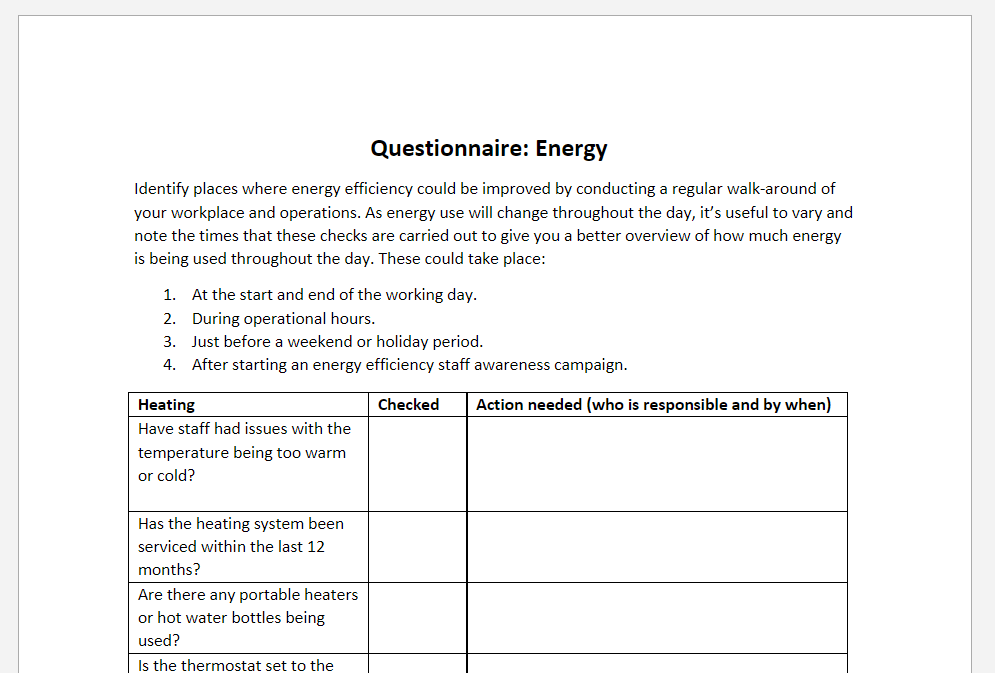 Questionnaire: Energy
Identify places where energy efficiency could be improved by conducting a regular walk-around of
your workplace and operations. As energy use will change throughout the day, it’s useful to vary and
note the times that these checks are carried out to give you a better overview of how much energy
is being used throughout the day. These could take place:
1. At the start and end of the working day.
2. During operational hours.
3. Just before a weekend or holiday period.
4. After starting an energy efficiency staff awareness campaign.
Heating Checked Action needed (who is responsible and by when)
Have staff had issues with the
temperature being too warm
or cold?
Has the heating system been
serviced within the last 12
months?
Are there any portable heaters
or hot water bottles being
used?
Is the thermostat set to the